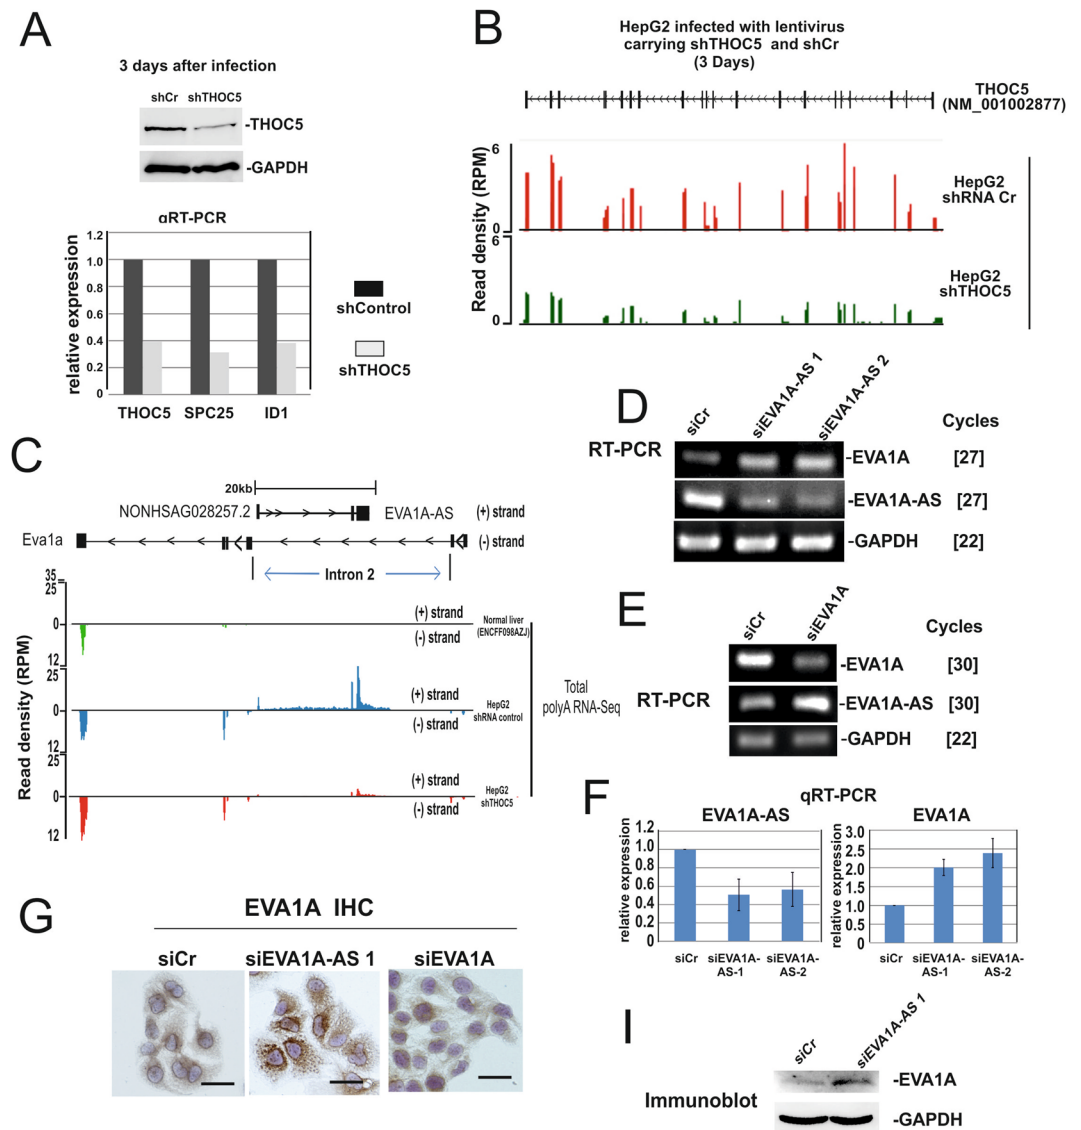 A
3 days after infection
shCr shTHOC5
-THOC5
-GAPDH
αRT-PCR
relative expression
1.2
1.0
0.8
0.6
0.4
0.2
0
THOC5 SPC25 ID1
shControl
shTHOC5
B
HepG2 infected with lentivirus
carrying shTHOC5 and shCr
(3 Days)
THOC5
(NM_001002877)
Read density (RPM)
6
0
6
0
HepG2
shRNA Cr
HepG2
shTHOC5
C
20kb
NONHSAG028257.2
EVA1A-AS
(+) strand
Eva1a
(-) strand
Intron 2
Read density (RPM)
35
25
0
12
25
0
12
25
0
12
(+) strand
(-) strand
Normal liver
(ENCFF098AZJ)
(+) strand
(-) strand
HepG2
shRNA control
(+) strand
(-) strand
HepG2
shTHOC5
Total
polyA RNA-Seq
D
RT-PCR
siCr
siEVA1A-AS 1
siEVA1A-AS 2
Cycles
-EVA1A [27]
-EVA1A-AS [27]
-GAPDH [22]
E
RT-PCR
siCr
siEVA1A
Cycles
-EVA1A [30]
-EVA1A-AS [30]
-GAPDH [22]
F
qRT-PCR
EVA1A-AS
relative expression
1.2
1.0
0.8
0.6
0.4
0.2
0
siCr siEVA1A-AS-1 siEVA1A-AS-2
EVA1A
relative expression
3.0
2.5
2.0
1.5
1.0
0.5
0
siCr siEVA1A-AS-1 siEVA1A-AS-2
G
EVA1A IHC
siCr siEVA1A-AS 1 siEVA1A
I
Immunoblot
siCr
siEVA1A-AS 1
-EVA1A
-GAPDH